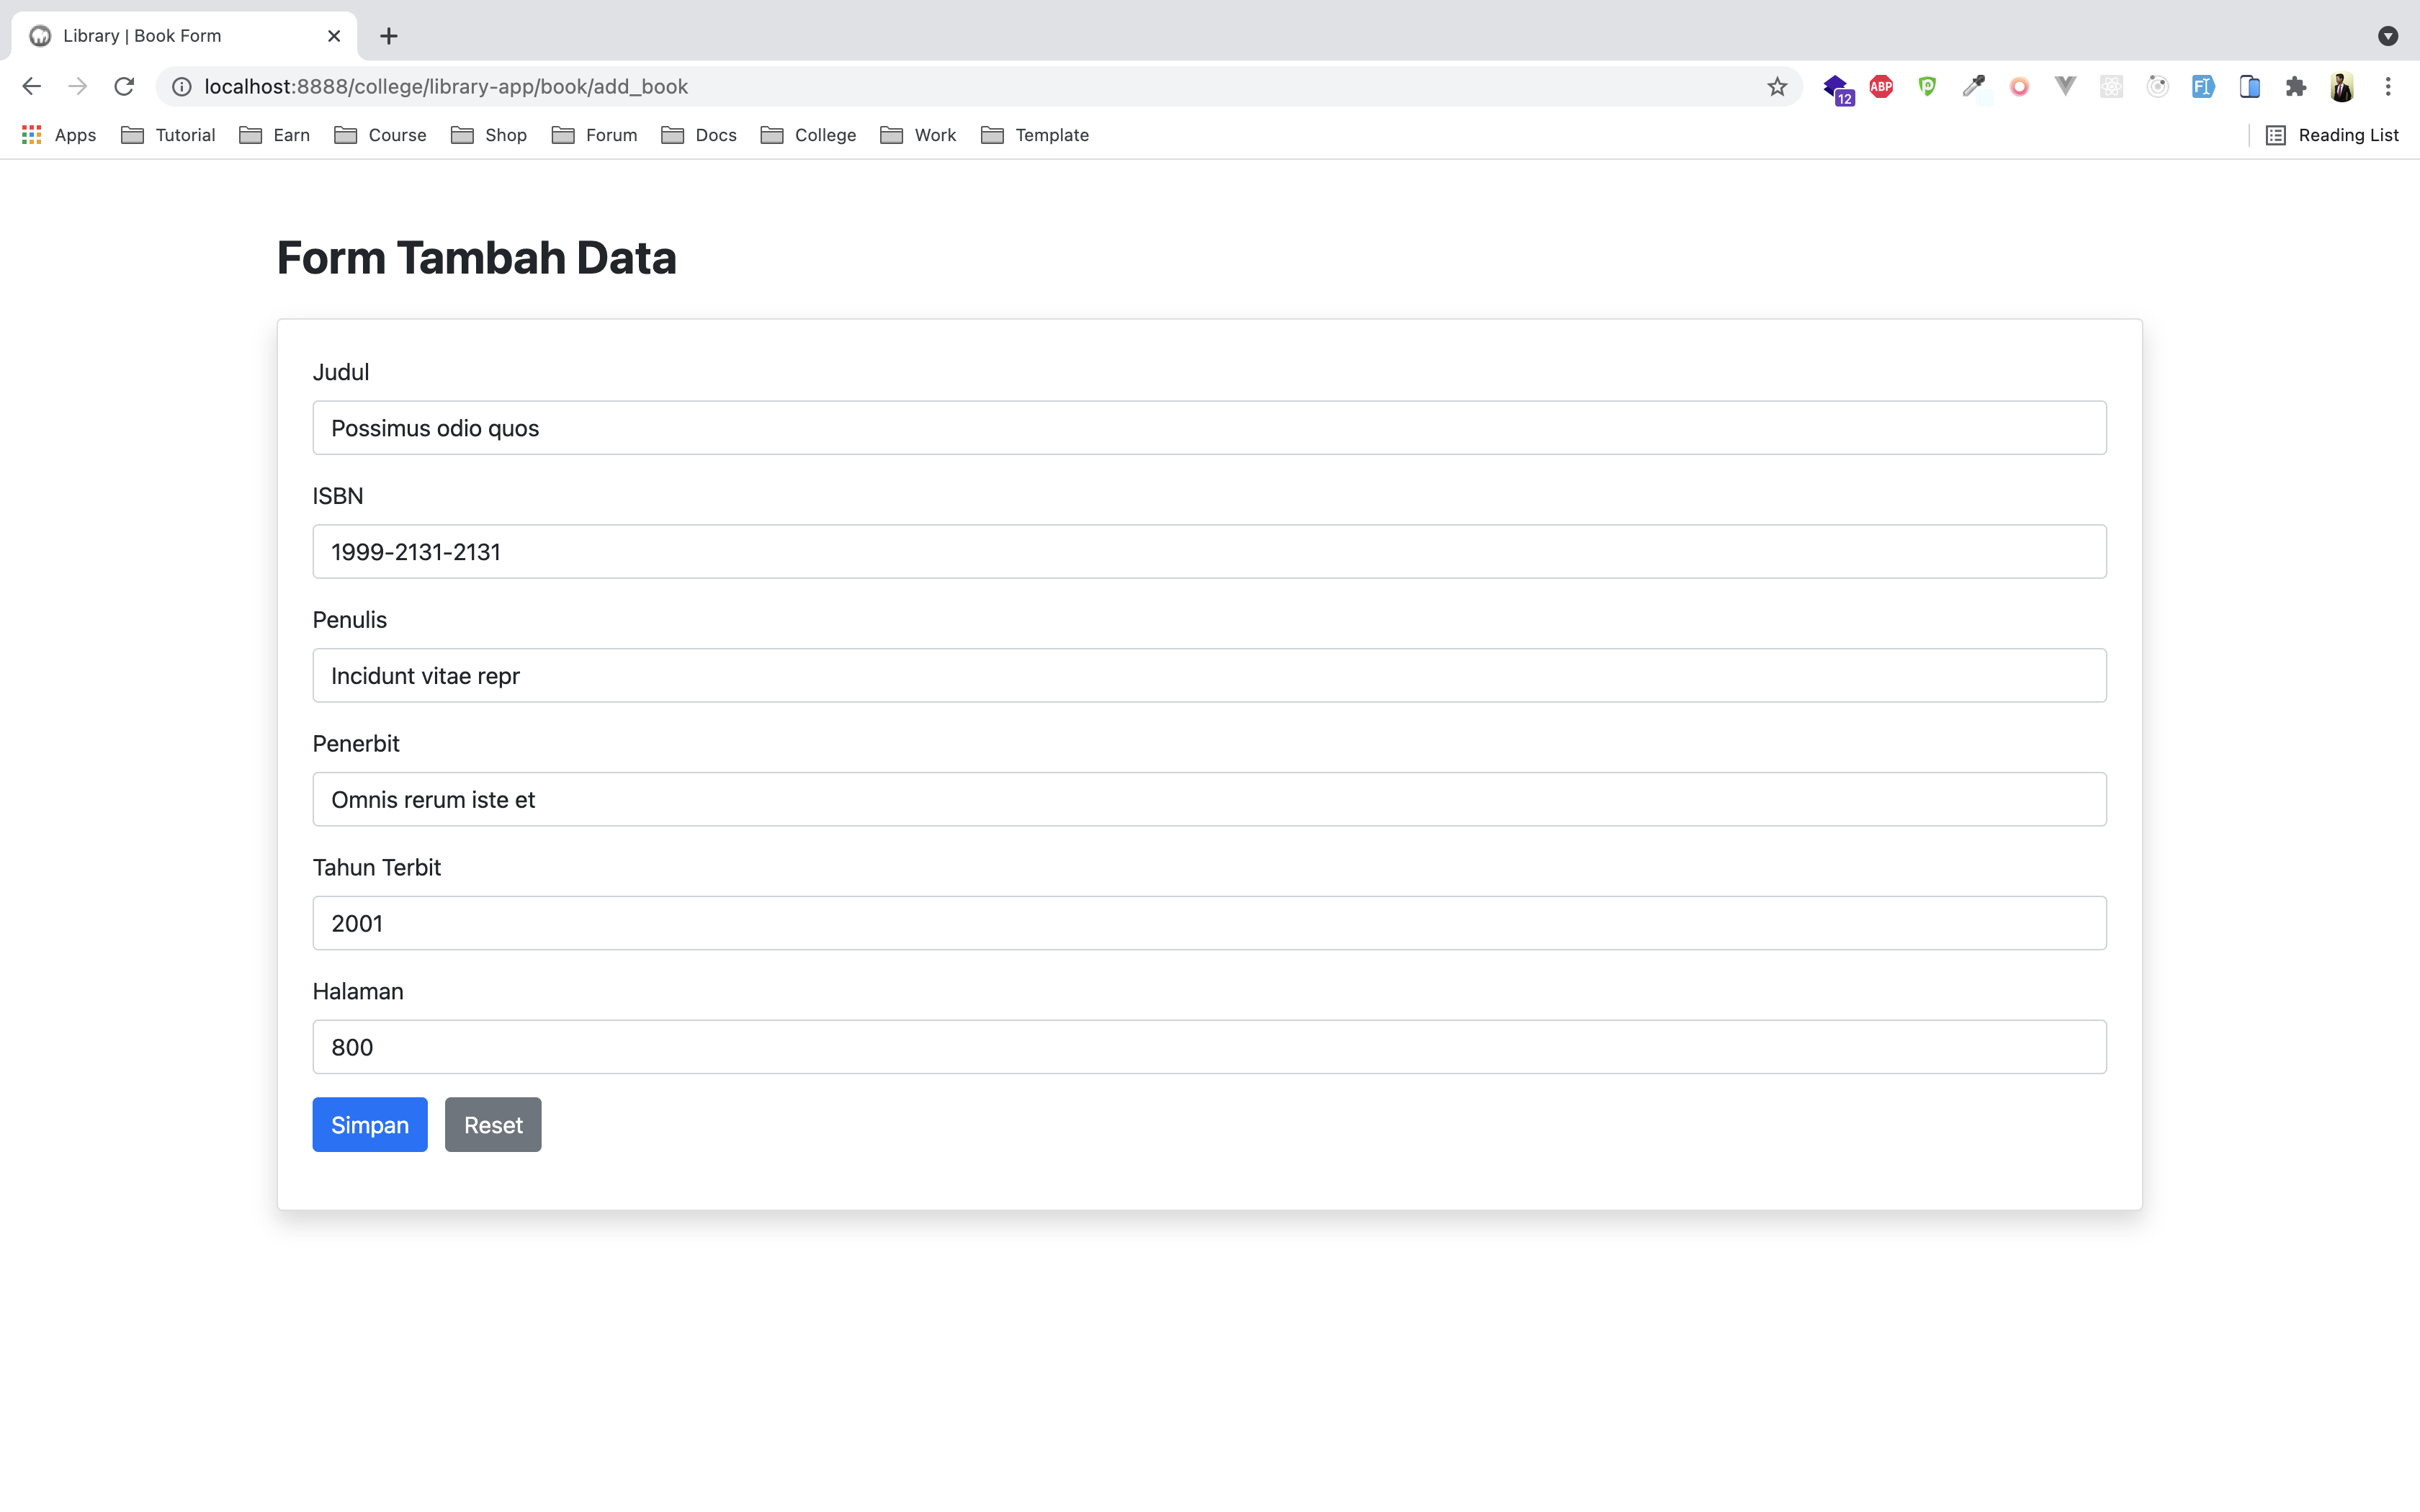 Library | Book Form
localhost:8888/college/library-app/book/add_book
12
ABP
Apps Tutorial Earn Course Shop Forum Docs College Work Template Reading List
Form Tambah Data
Judul
Possimus odio quos
ISBN
1999-2131-2131
Penulis
Incidunt vitae repr
Penerbit
Omnis rerum iste et
Tahun Terbit
2001
Halaman
800
Simpan Reset